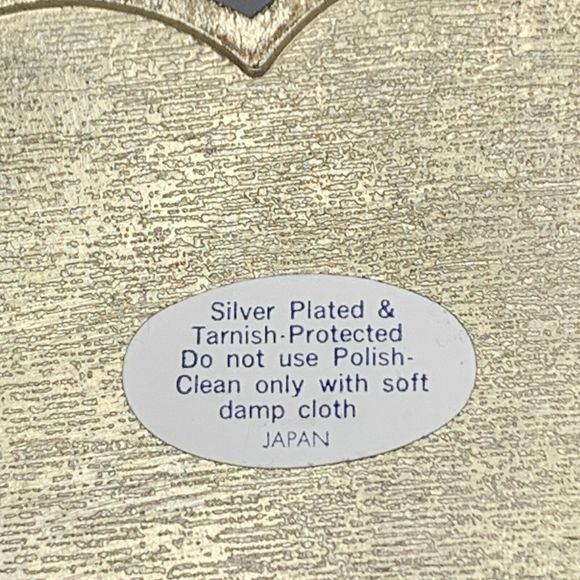 Silver Plated &
Tarnish-Protected
Do not use Polish-
Clean only with soft
damp cloth
JAPAN